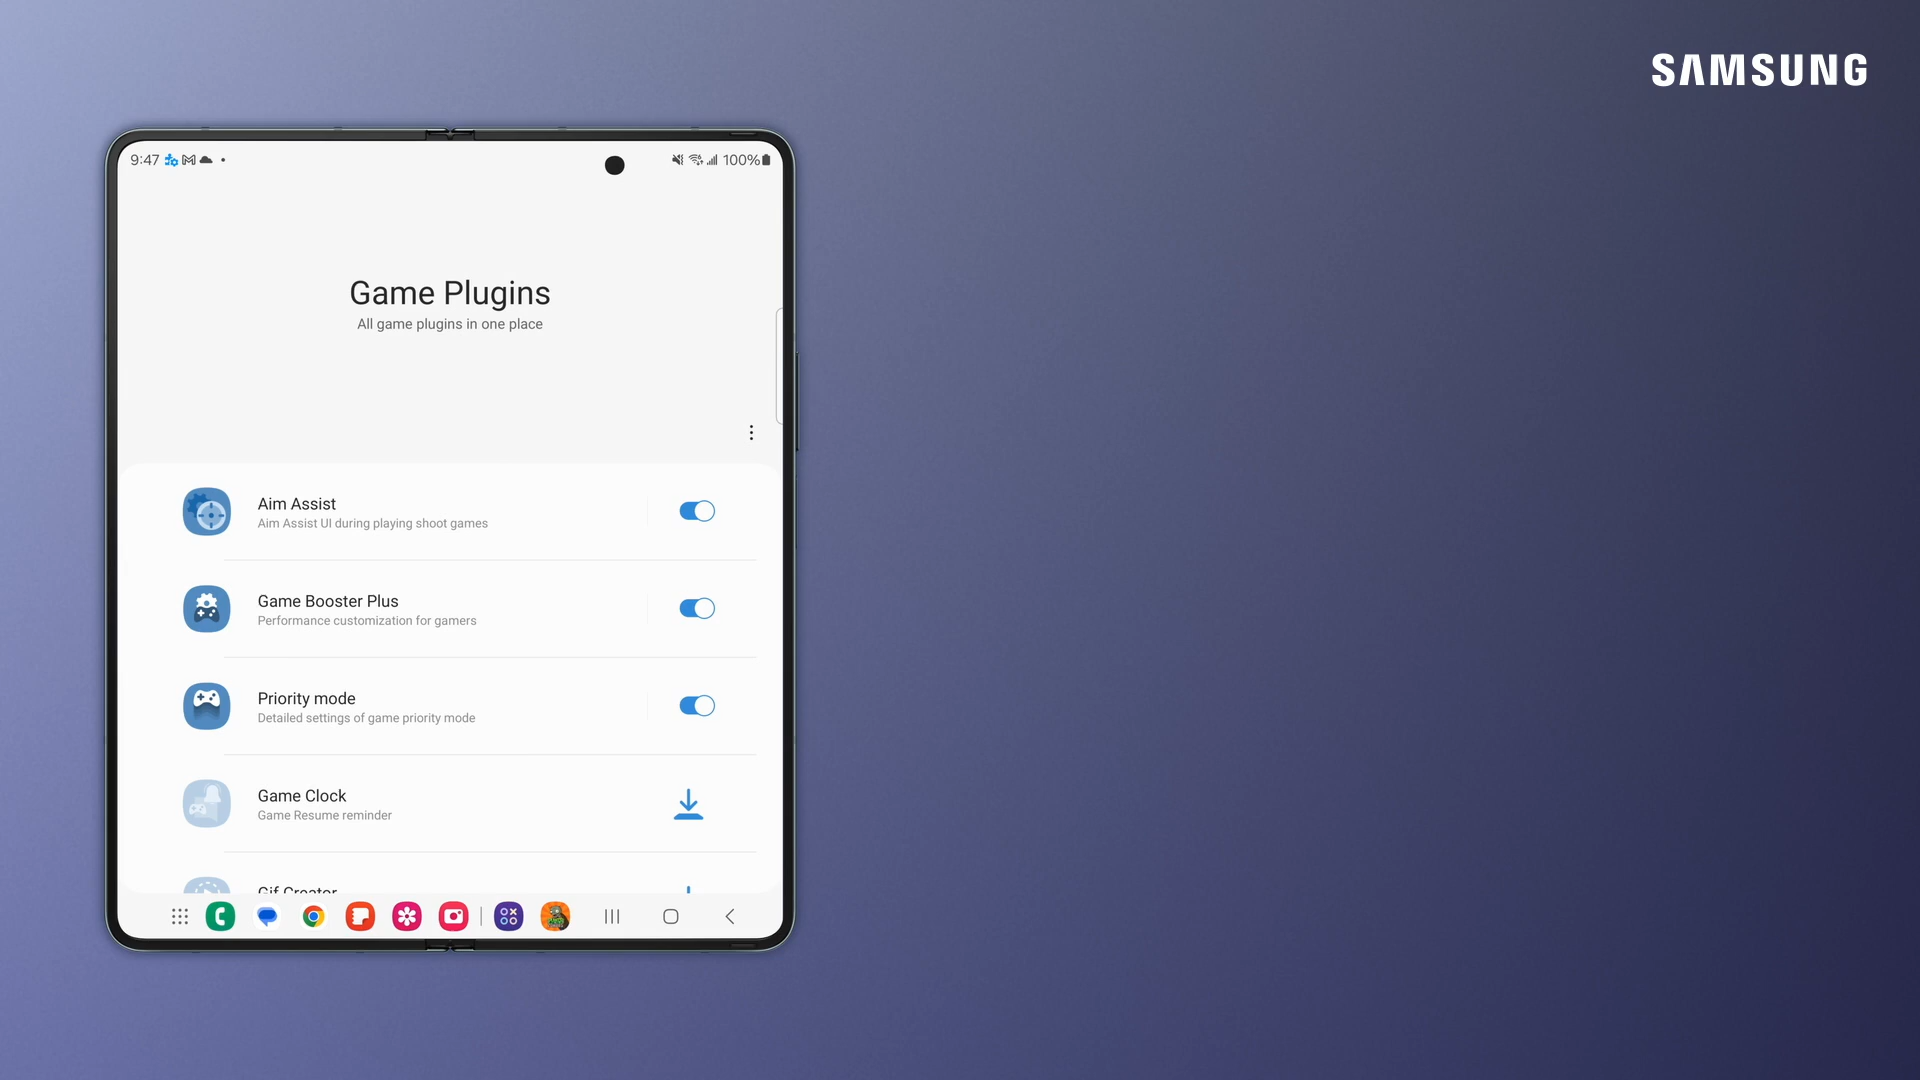 SAMSUNG
9:47
100%
Game Plugins
All game plugins in one place
Aim Assist
Aim Assist UI during playing shoot games
Game Booster Plus
Performance customization for gamers
Priority mode
Detailed settings of game priority mode
Game Clock
Game Resume reminder
Gif Creator